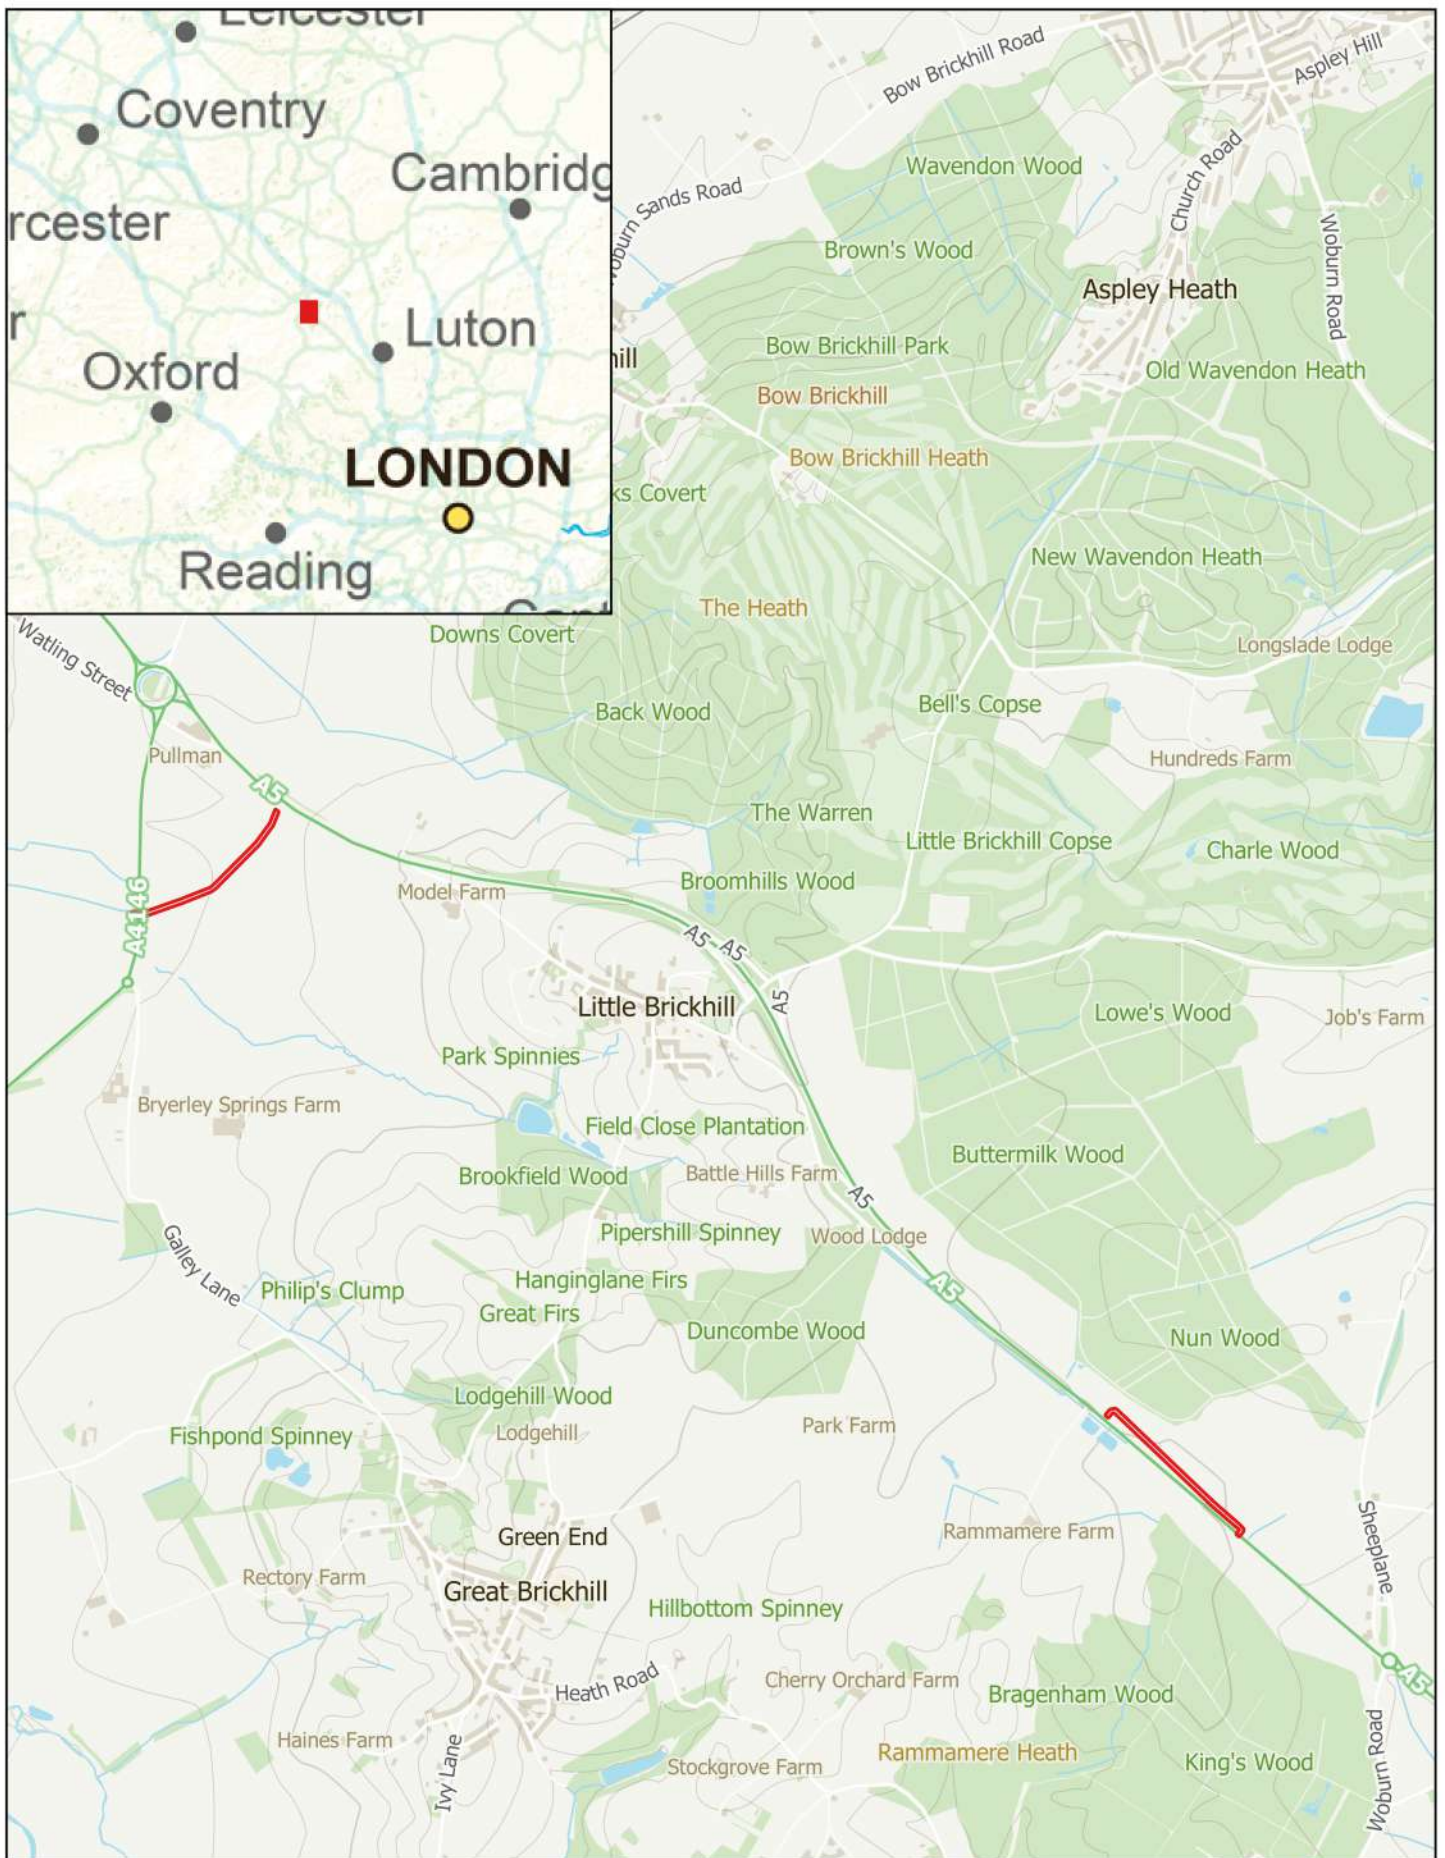 Coventry
Cambridg
rcester
Luton
Oxford
LONDON
Reading
Bow Brickhill Road
Aspley Hill
Wavendon Wood
Church Road
Sands Road
Brown's Wood
Woburn Road
Aspley Heath
Bow Brickhill Park
hill
Old Wavendon Heath
Bow Brickhill
Bow Brickhill Heath
ks Covert
New Wavendon Heath
The Heath
Downs Covert
Watling Street
Longslade Lodge
Back Wood
Bell's Copse
Pullman
Hundreds Farm
A5
The Warren
Little Brickhill Copse
Charle Wood
Model Farm
Broomhills Wood
A4146
A5
A5
A5
Little Brickhill
Lowe's Wood
Job's Farm
Park Spinnies
Bryerley Springs Farm
Field Close Plantation
Buttermilk Wood
Brookfield Wood
Battle Hills Farm
A5
Pipershill Spinney
Wood Lodge
Galley Lane
Philip's Clump
Hanginglane Firs
A5
Great Firs
Duncombe Wood
Nun Wood
Lodgehill Wood
Park Farm
Fishpond Spinney
Lodgehill
Green End
Rammamere Farm
Sheeplane
Rectory Farm
Great Brickhill
Hillbottom Spinney
Heath Road
Cherry Orchard Farm
Bragenham Wood
A5
Haines Farm
Rammamere Heath
King's Wood
Ivy Lane
Stockgrove Farm
Woburn Road